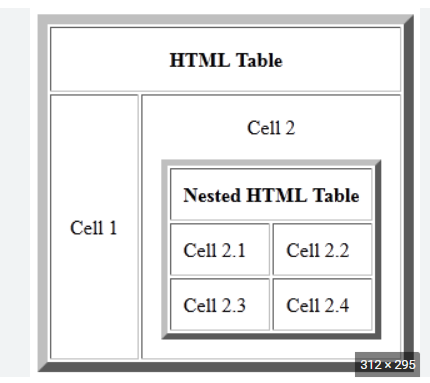 HTML Table
Cell 2
Nested HTML Table
Cell 1
Cell 2.1 Cell 2.2
Cell 2.3 Cell 2.4
312 × 295